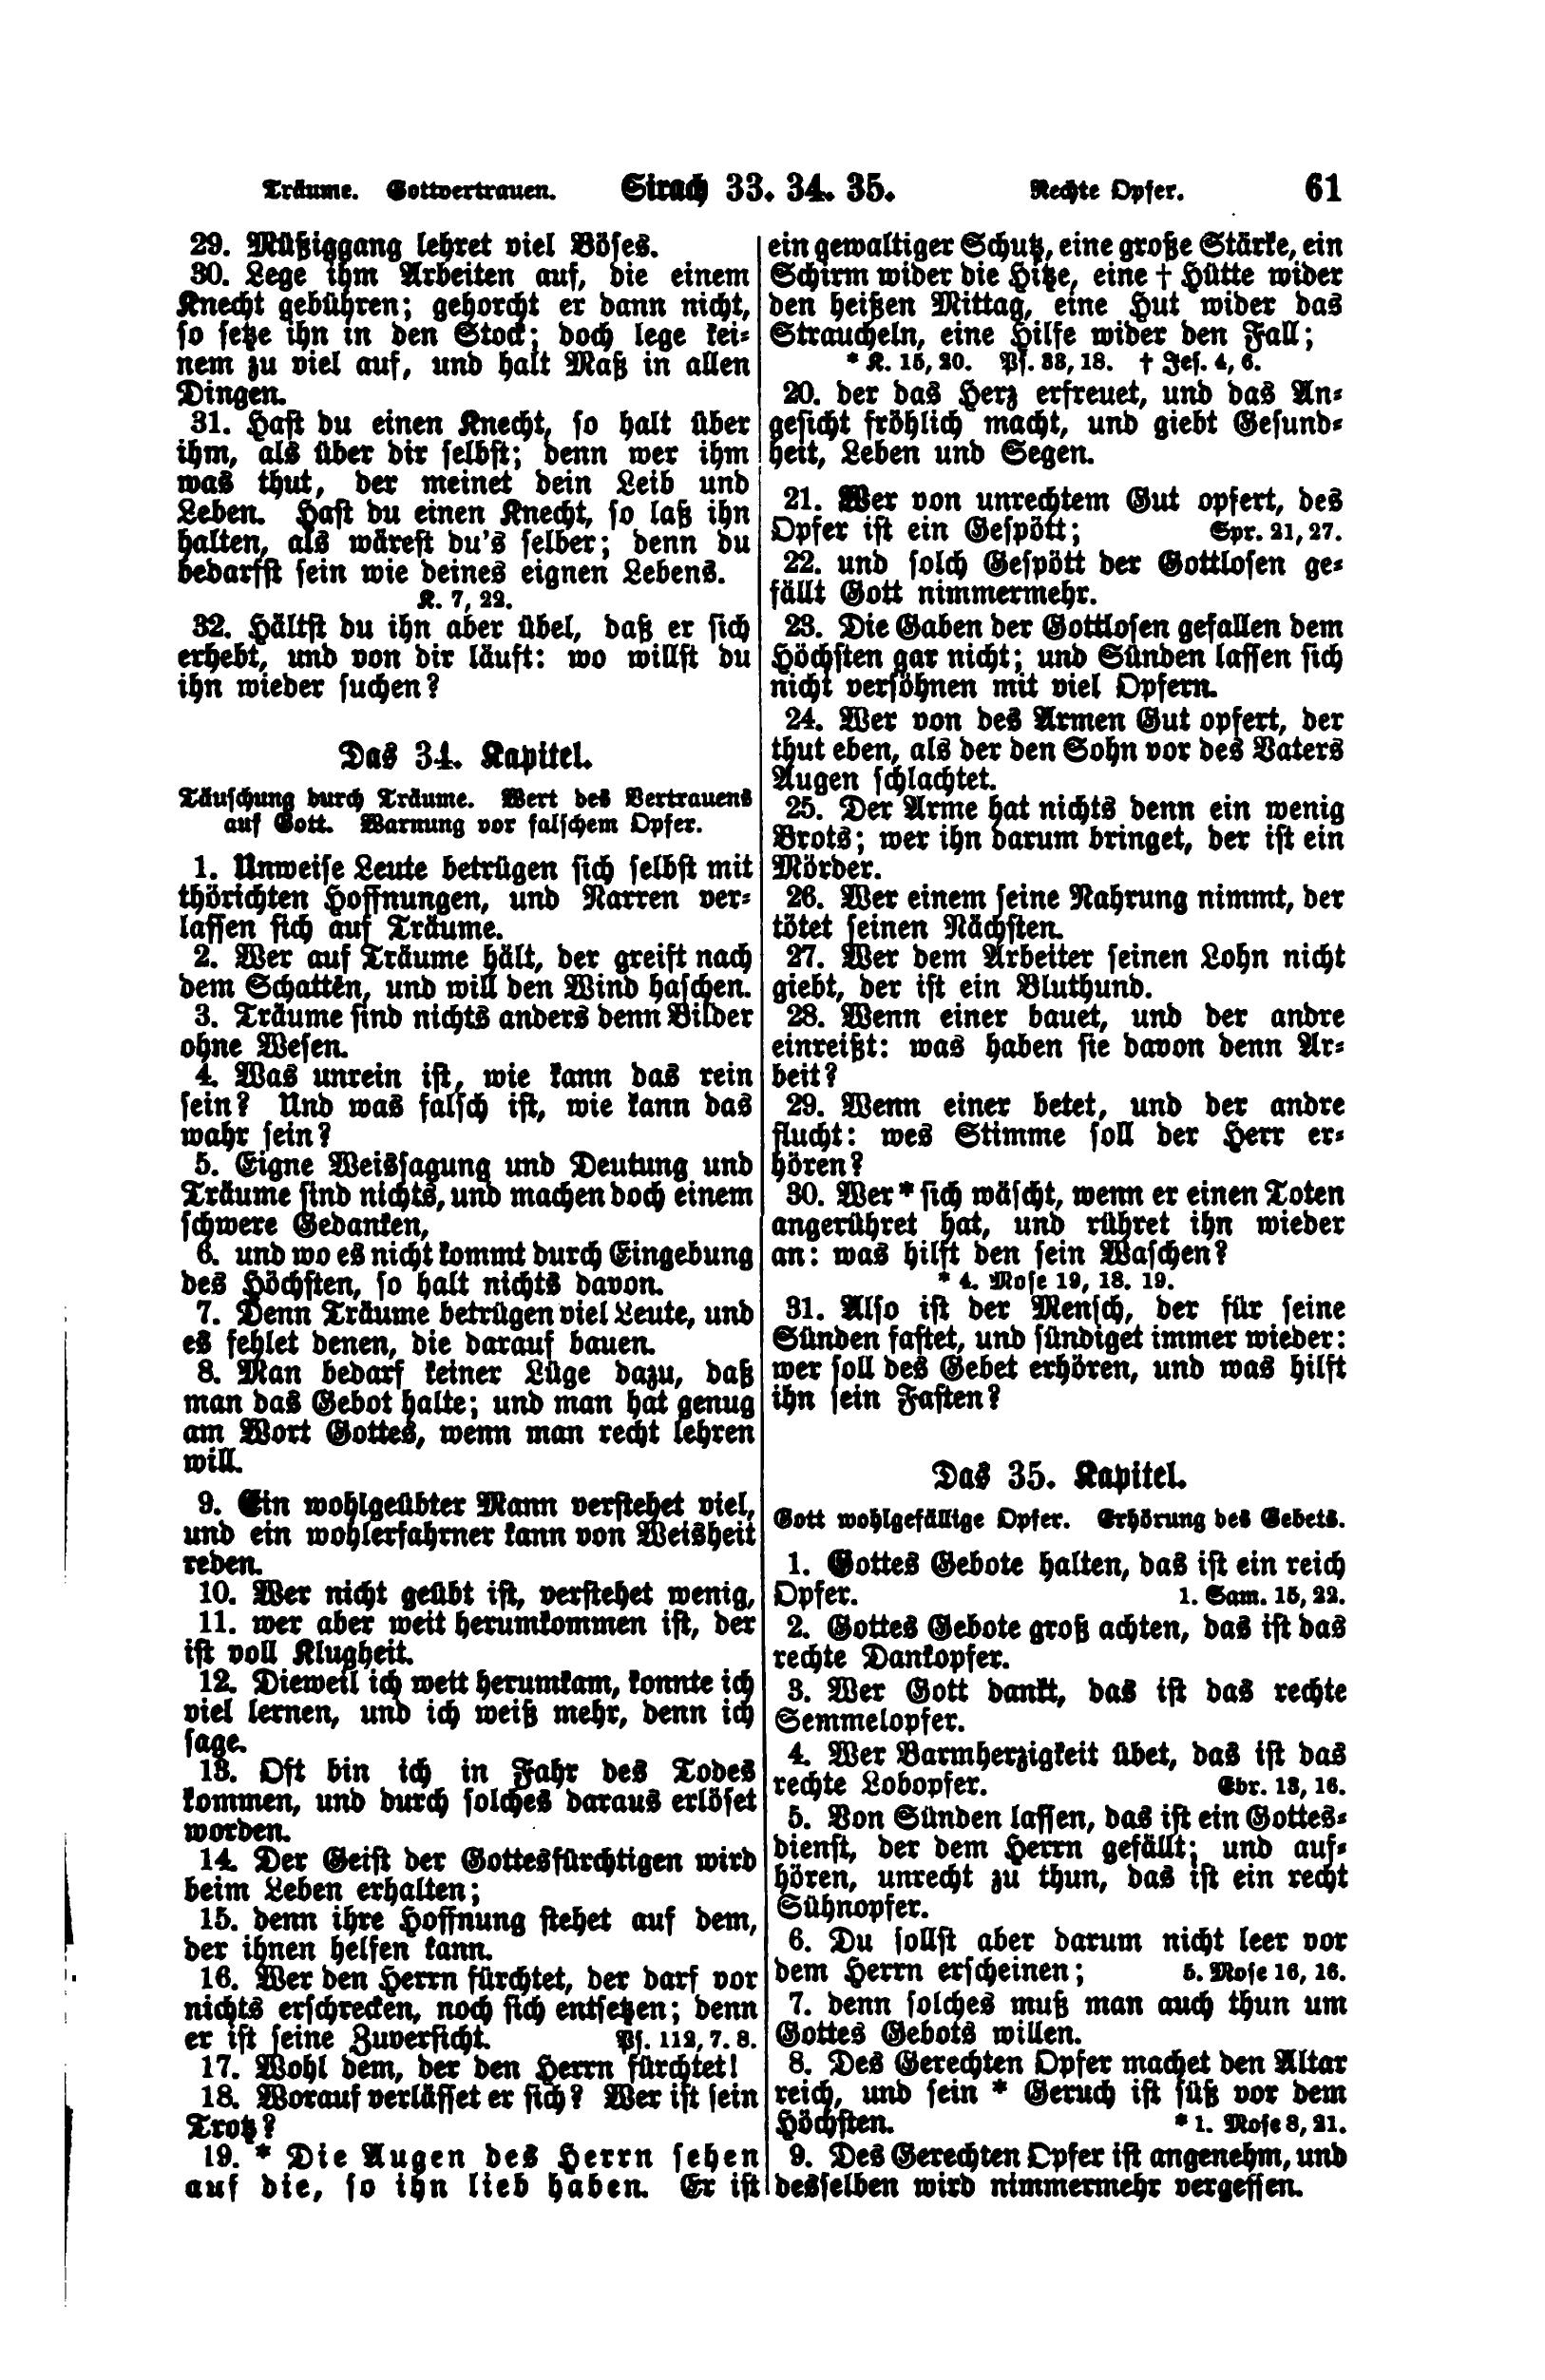 Träume. Gottvertrauen. Sirach 33. 34. 35. Rechte Opfer. 61
29. Müßiggang lehret viel Böses.
30. Lege ihm Arbeiten auf, die einem
Knecht gebühren; gehorcht er dann nicht,
so setze ihn in den Stock; doch lege kei-
nem zu viel auf, und halt Maß in allen
Dingen.
31. Hast du einen Knecht, so halt über
ihm, als über dir selbst; denn wer ihm
was thut, der meinet dein Leib und
Leben. Hast du einen Knecht, so laß ihn
halten, als wärest du's selber; denn du
bedarfst sein wie deines eignen Lebens.
K. 7, 22.
32. Hältst du ihn aber übel, daß er sich
erhebt, und von dir läuft: wo willst du
ihn wieder suchen?
Das 34. Kapitel.
Täuschung durch Träume. Wert des Vertrauens
auf Gott. Warnung vor falschem Opfer.
1. Unweise Leute betrügen sich selbst mit
thörichten Hoffnungen, und Narren ver-
lassen sich auf Träume.
2. Wer auf Träume hält, der greift nach
dem Schatten, und will den Wind haschen.
3. Träume sind nichts anders denn Bilder
ohne Wesen.
4. Was unrein ist, wie kann das rein
sein? Und was falsch ist, wie kann das
wahr sein?
5. Eigne Weissagung und Deutung und
Träume sind nichts, und machen doch einem
schwere Gedanken,
6. und wo es nicht kommt durch Eingebung
des Höchsten, so halt nichts davon.
7. Denn Träume betrügen viel Leute, und
es fehlet denen, die darauf bauen.
8. Man bedarf keiner Lüge dazu, daß
man das Gebot halte; und man hat genug
am Wort Gottes, wenn man recht lehren
will.
9. Ein wohlgeübter Mann verstehet viel,
und ein wohlerfahrner kann von Weisheit
reden.
10. Wer nicht geübt ist, verstehet wenig,
11. wer aber weit herumkommen ist, der
ist voll Klugheit.
12. Dieweil ich weit herumkam, konnte ich
viel lernen, und ich weiß mehr, denn ich
sage.
13. Oft bin ich in Fahr des Todes
kommen, und durch solches daraus erlöset
worden.
14. Der Geist der Gottesfürchtigen wird
beim Leben erhalten;
15. denn ihre Hoffnung stehet auf dem,
der ihnen helfen kann.
16. Wer den Herrn fürchtet, der darf vor
nichts erschrecken, noch sich entsetzen; denn
er ist seine Zuversicht. Ps. 112, 7. 8.
17. Wohl dem, der den Herrn fürchtet!
18. Worauf verlässet er sich? Wer ist sein
Trotz?
19. * Die Augen des Herrn sehen
auf die, so ihn lieb haben. Er ist
ein gewaltiger Schutz, eine große Stärke, ein
Schirm wider die Hitze, eine † Hütte wider
den heißen Mittag, eine Hut wider das
Straucheln, eine Hilfe wider den Fall;
* K. 15, 20. Ps. 33, 18. † Jes. 4, 6.
20. der das Herz erfreuet, und das An-
gesicht fröhlich macht, und giebt Gesund-
heit, Leben und Segen.
21. Wer von unrechtem Gut opfert, des
Opfer ist ein Gespött; Spr. 21, 27.
22. und solch Gespött der Gottlosen ge-
fällt Gott nimmermehr.
23. Die Gaben der Gottlosen gefallen dem
Höchsten gar nicht; und Sünden lassen sich
nicht versöhnen mit viel Opfern.
24. Wer von des Armen Gut opfert, der
thut eben, als der den Sohn vor des Vaters
Augen schlachtet.
25. Der Arme hat nichts denn ein wenig
Brots; wer ihn darum bringet, der ist ein
Mörder.
26. Wer einem seine Nahrung nimmt, der
tötet seinen Nächsten.
27. Wer dem Arbeiter seinen Lohn nicht
giebt, der ist ein Bluthund.
28. Wenn einer bauet, und der andre
einreißt: was haben sie davon denn Ar-
beit?
29. Wenn einer betet, und der andre
flucht: wes Stimme soll der Herr er-
hören?
30. Wer * sich wäscht, wenn er einen Toten
angerühret hat, und rühret ihn wieder
an: was hilft den sein Waschen?
* 4. Mose 19, 18. 19.
31. Also ist der Mensch, der für seine
Sünden fastet, und sündiget immer wieder:
wer soll des Gebet erhören, und was hilft
ihn sein Fasten?
Das 35. Kapitel.
Gott wohlgefällige Opfer. Erhörung des Gebets.
1. Gottes Gebote halten, das ist ein reich
Opfer. 1. Sam. 15, 22.
2. Gottes Gebote groß achten, das ist das
rechte Dankopfer.
3. Wer Gott dankt, das ist das rechte
Semmelopfer.
4. Wer Barmherzigkeit übet, das ist das
rechte Lobopfer. Ebr. 13, 16.
5. Von Sünden lassen, das ist ein Gottes-
dienst, der dem Herrn gefällt; und auf-
hören, unrecht zu thun, das ist ein recht
Sühnopfer.
6. Du sollst aber darum nicht leer vor
dem Herrn erscheinen; 5. Mose 16, 16.
7. denn solches muß man auch thun um
Gottes Gebots willen.
8. Des Gerechten Opfer machet den Altar
reich, und sein * Geruch ist süß vor dem
Höchsten. * 1. Mose 8, 21.
9. Des Gerechten Opfer ist angenehm, und
desselben wird nimmermehr vergessen.